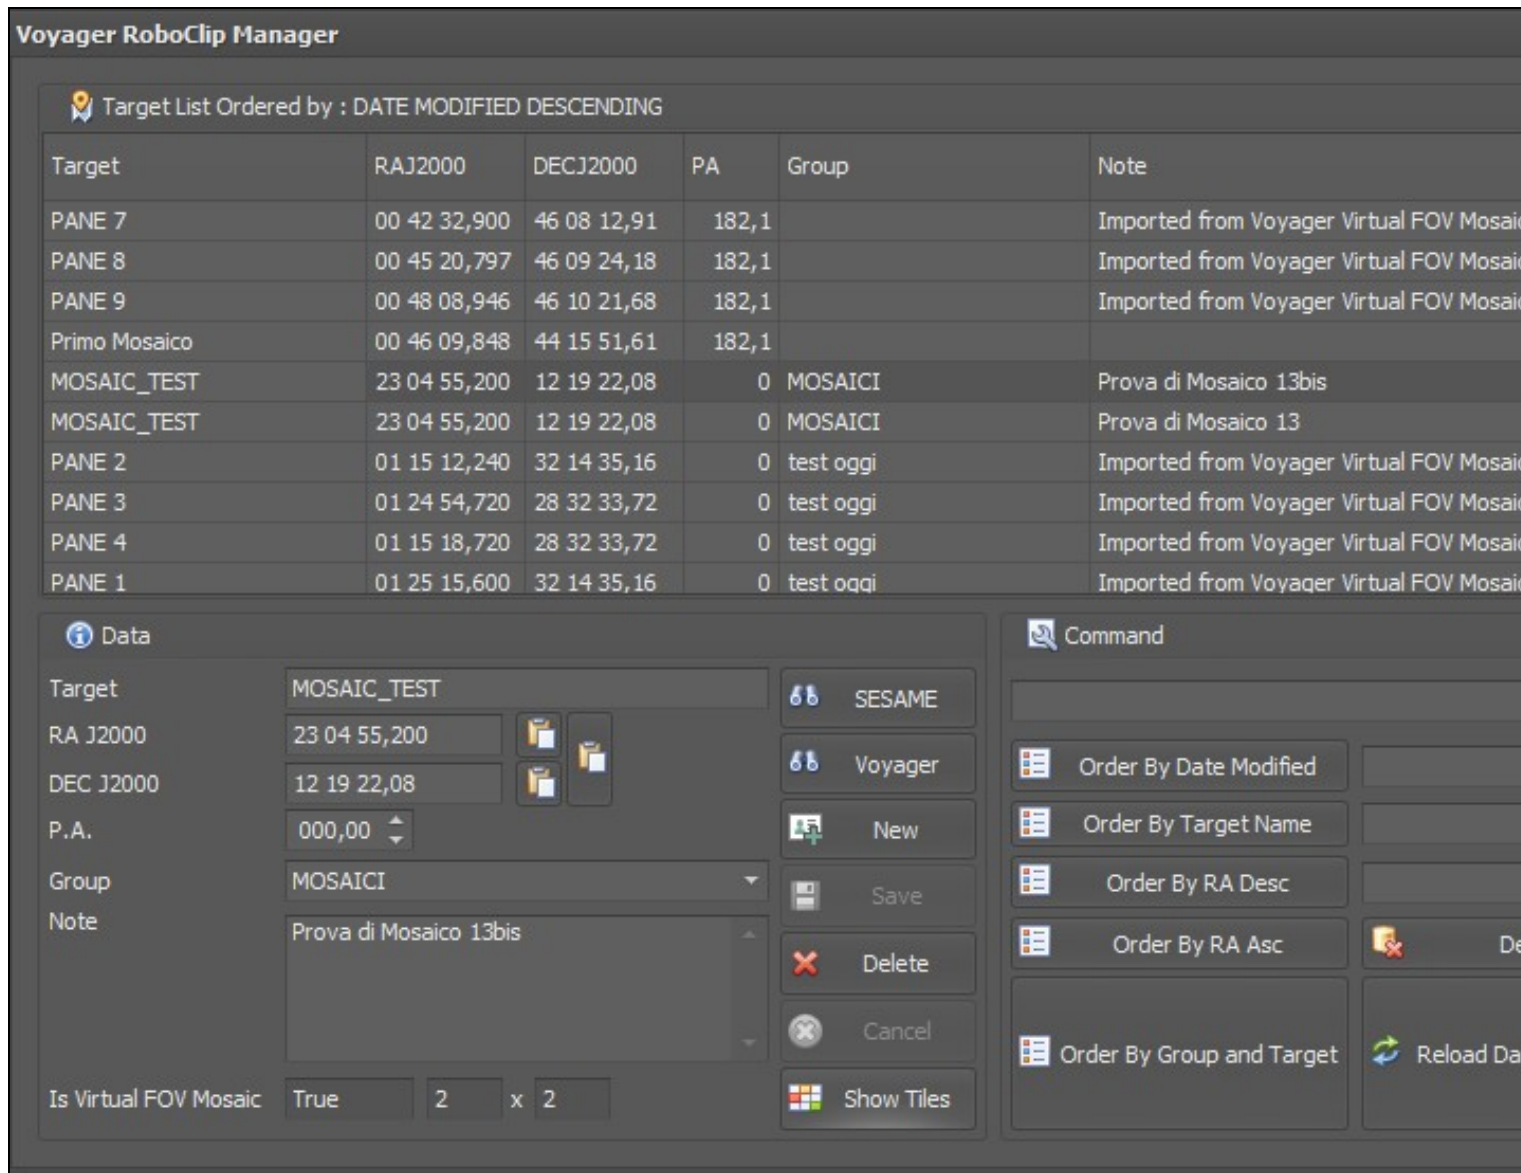 Voyager RoboClip Manager
Target List Ordered by : DATE MODIFIED DESCENDING
Target RAJ2000 DECJ2000 PA Group Note
PANE 7 00 42 32,900 46 08 12,91 182,1 Imported from Voyager Virtual FOV Mosaic
PANE 8 00 45 20,797 46 09 24,18 182,1 Imported from Voyager Virtual FOV Mosaic
PANE 9 00 48 08,946 46 10 21,68 182,1 Imported from Voyager Virtual FOV Mosaic
Primo Mosaico 00 46 09,848 44 15 51,61 182,1
MOSAIC_TEST 23 04 55,200 12 19 22,08 0 MOSAICI Prova di Mosaico 13bis
MOSAIC_TEST 23 04 55,200 12 19 22,08 0 MOSAICI Prova di Mosaico 13
PANE 2 01 15 12,240 32 14 35,16 0 test oggi Imported from Voyager Virtual FOV Mosaic
PANE 3 01 24 54,720 28 32 33,72 0 test oggi Imported from Voyager Virtual FOV Mosaic
PANE 4 01 15 18,720 28 32 33,72 0 test oggi Imported from Voyager Virtual FOV Mosaic
PANE 1 01 25 15,600 32 14 35,16 0 test oggi Imported from Voyager Virtual FOV Mosaic
Data
Target MOSAIC_TEST
RA J2000 23 04 55,200
DEC J2000 12 19 22,08
P.A. 000,00
Group MOSAICI
Note Prova di Mosaico 13bis
Is Virtual FOV Mosaic True 2 x 2
SESAME
Voyager
New
Save
Delete
Cancel
Show Tiles
Command
Order By Date Modified
Order By Target Name
Order By RA Desc
Order By RA Asc De
Order By Group and Target Reload Da